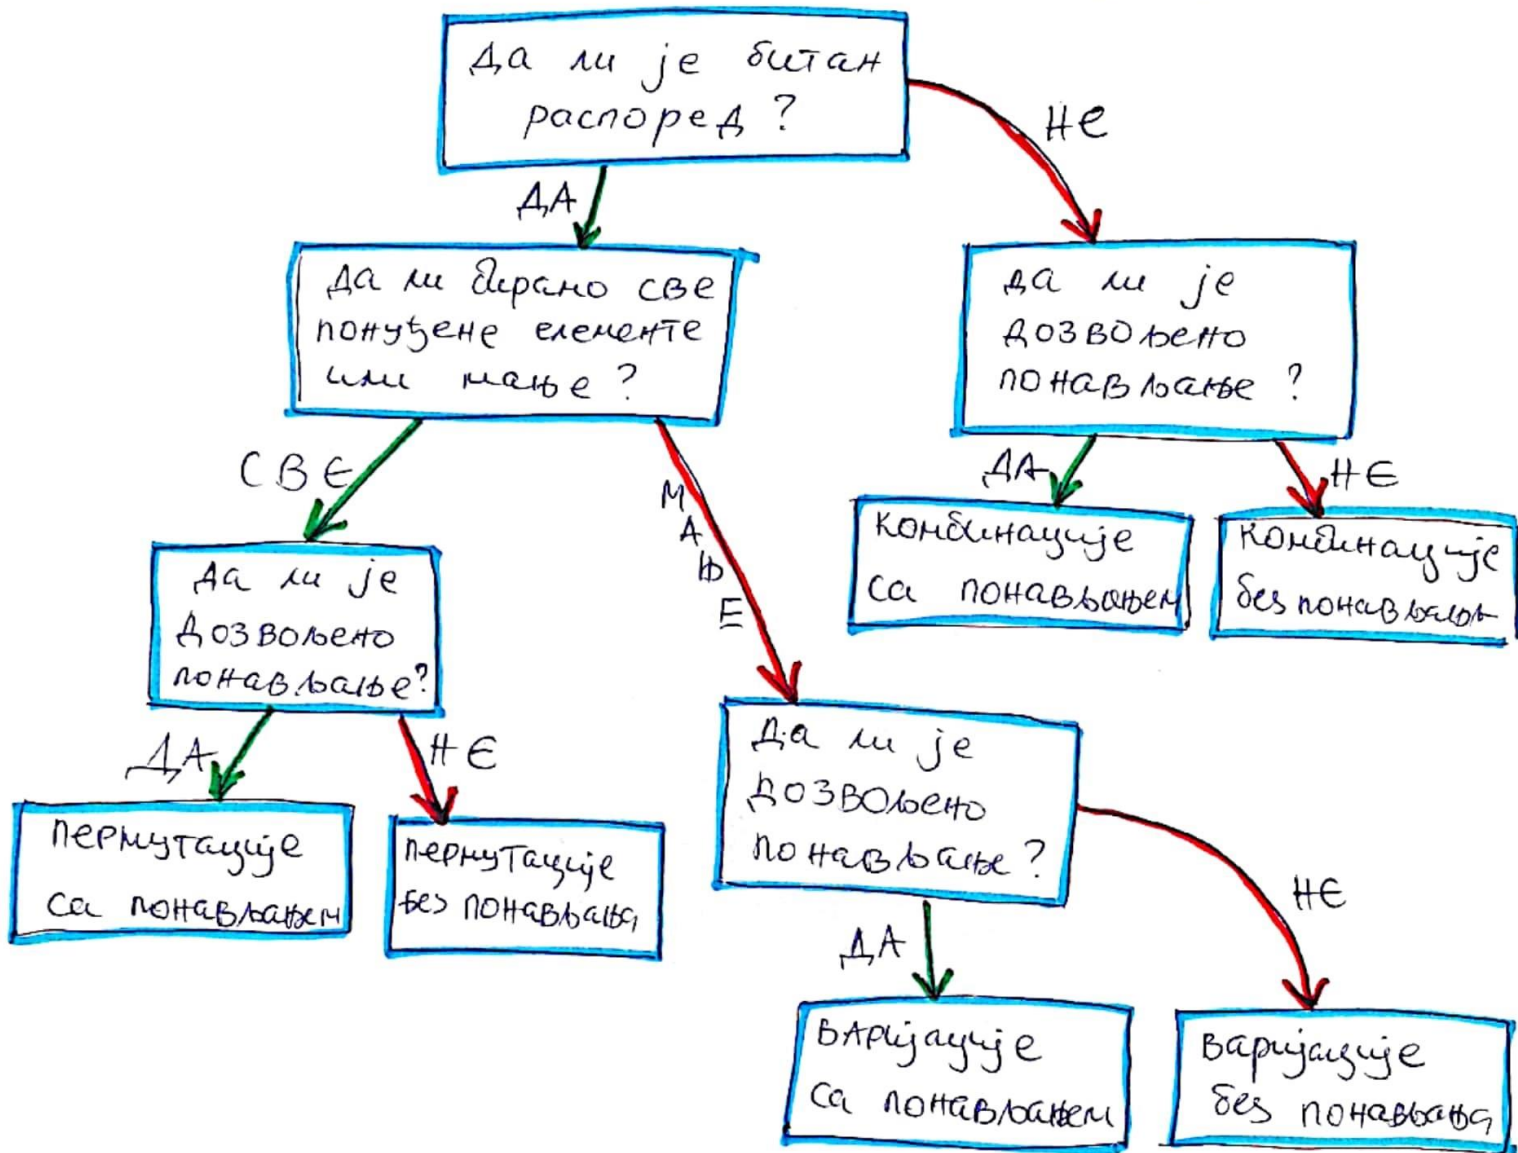 Да ли је битан
распоред?
НЕ
ДА
Да ли бирамо све
понуђене елементе
или мање?
Да ли је
дозвољено
понављање?
СВЕ
МАЊЕ
ДА
НЕ
Комбинације
са понављањем
Комбинације
без понављања
Да ли је
дозвољено
понављање?
ДА
НЕ
Пермутације
са понављањем
Пермутације
без понављања
Да ли је
дозвољено
понављање?
ДА
НЕ
Варијације
са понављањем
Варијације
без понављања